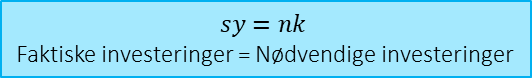 sy = nk
Faktiske investeringer = Nødvendige investeringer